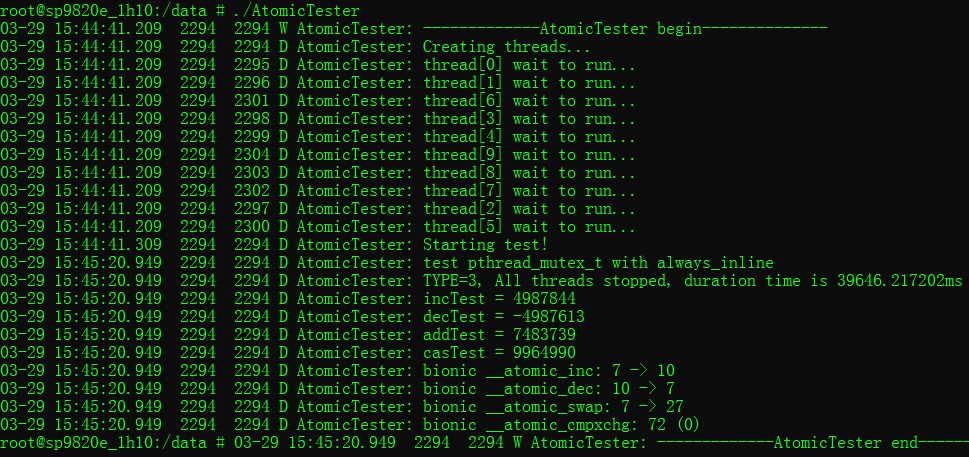 root@sp9820e_1h10:/data # ./AtomicTester
03-29 15:44:41.209  2294  2294 W AtomicTester: --------------AtomicTester begin--------------
03-29 15:44:41.209  2294  2294 D AtomicTester: Creating threads...
03-29 15:44:41.209  2294  2295 D AtomicTester: thread[0] wait to run...
03-29 15:44:41.209  2294  2296 D AtomicTester: thread[1] wait to run...
03-29 15:44:41.209  2294  2301 D AtomicTester: thread[6] wait to run...
03-29 15:44:41.209  2294  2298 D AtomicTester: thread[3] wait to run...
03-29 15:44:41.209  2294  2299 D AtomicTester: thread[4] wait to run...
03-29 15:44:41.209  2294  2304 D AtomicTester: thread[9] wait to run...
03-29 15:44:41.209  2294  2303 D AtomicTester: thread[8] wait to run...
03-29 15:44:41.209  2294  2302 D AtomicTester: thread[7] wait to run...
03-29 15:44:41.209  2294  2297 D AtomicTester: thread[2] wait to run...
03-29 15:44:41.209  2294  2300 D AtomicTester: thread[5] wait to run...
03-29 15:44:41.309  2294  2294 D AtomicTester: Starting test!
03-29 15:45:20.949  2294  2294 D AtomicTester: test pthread_mutex_t with always_inline
03-29 15:45:20.949  2294  2294 D AtomicTester: TYPE=3, All threads stopped, duration time is 39646.217202ms
03-29 15:45:20.949  2294  2294 D AtomicTester: incTest = 4987844
03-29 15:45:20.949  2294  2294 D AtomicTester: decTest = -4987613
03-29 15:45:20.949  2294  2294 D AtomicTester: addTest = 7483739
03-29 15:45:20.949  2294  2294 D AtomicTester: casTest = 9964990
03-29 15:45:20.949  2294  2294 D AtomicTester: bionic __atomic_inc: 7 -> 10
03-29 15:45:20.949  2294  2294 D AtomicTester: bionic __atomic_dec: 10 -> 7
03-29 15:45:20.949  2294  2294 D AtomicTester: bionic __atomic_swap: 7 -> 27
03-29 15:45:20.949  2294  2294 D AtomicTester: bionic __atomic_cmpxchg: 72 (0)
root@sp9820e_1h10:/data # 03-29 15:45:20.949  2294  2294 W AtomicTester: --------------AtomicTester end------